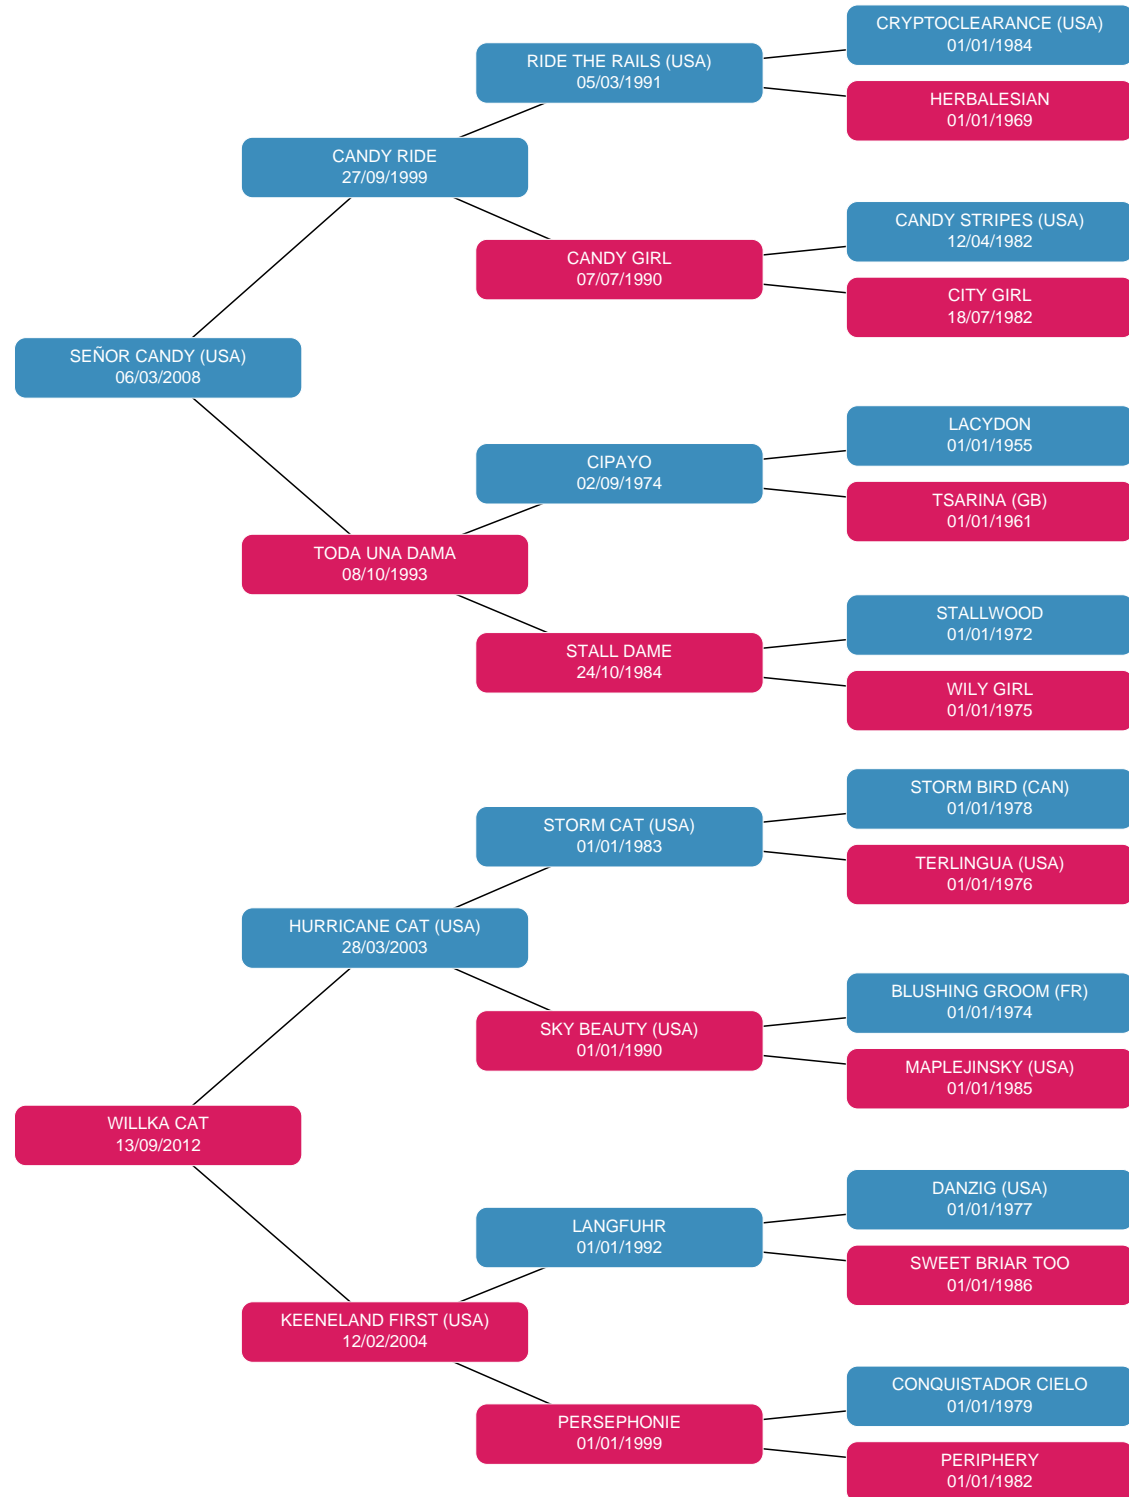 CRYPTOCLEARANCE (USA)
01/01/1984
RIDE THE RAILS (USA)
05/03/1991
HERBALESIAN
01/01/1969
CANDY RIDE
27/09/1999
CANDY STRIPES (USA)
12/04/1982
CANDY GIRL
07/07/1990
CITY GIRL
18/07/1982
SEÑOR CANDY (USA)
06/03/2008
LACYDON
01/01/1955
CIPAYO
02/09/1974
TSARINA (GB)
01/01/1961
TODA UNA DAMA
08/10/1993
STALLWOOD
01/01/1972
STALL DAME
24/10/1984
WILY GIRL
01/01/1975
STORM BIRD (CAN)
01/01/1978
STORM CAT (USA)
01/01/1983
TERLINGUA (USA)
01/01/1976
HURRICANE CAT (USA)
28/03/2003
BLUSHING GROOM (FR)
01/01/1974
SKY BEAUTY (USA)
01/01/1990
MAPLEJINSKY (USA)
01/01/1985
WILLKA CAT
13/09/2012
DANZIG (USA)
01/01/1977
LANGFUHR
01/01/1992
SWEET BRIAR TOO
01/01/1986
KEENELAND FIRST (USA)
12/02/2004
CONQUISTADOR CIELO
01/01/1979
PERSEPHONIE
01/01/1999
PERIPHERY
01/01/1982